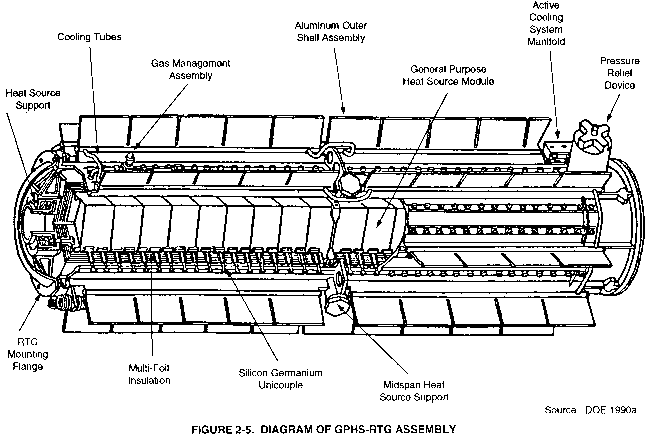 Cooling Tubes
Gas Management
Assembly
Aluminum Outer
Shell Assembly
General Purpose
Heat Source Module
Active
Cooling
System
Manifold
Pressure
Relief
Device
Heat Source
Support
RTG
Mounting
Flange
Multi-Foil
Insulation
Silicon Germanium
Unicouple
Midspan Heat
Source Support
Source: DOE 1990a
FIGURE 2-5. DIAGRAM OF GPHS-RTG ASSEMBLY